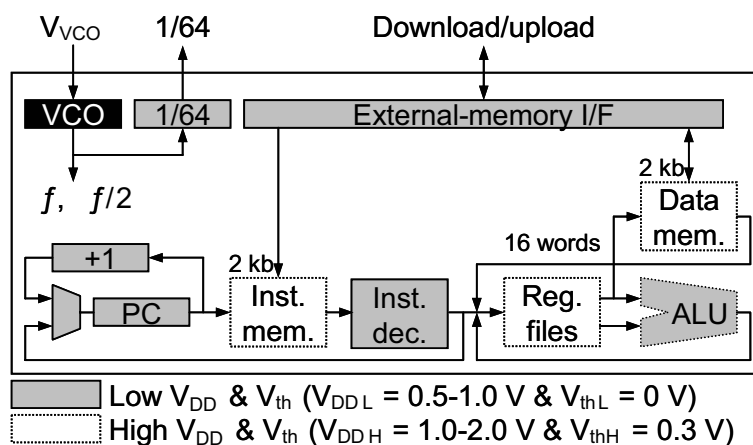 V_VCO 1/64 Download/upload
VCO 1/64 External-memory I/F
ƒ, ƒ/2
2 kb
Data
mem.
16 words
+1
2 kb
PC
Inst.
mem.
Inst.
dec.
Reg.
files
ALU
Low V_DD & V_th (V_DD L = 0.5-1.0 V & V_th L = 0 V)
High V_DD & V_th (V_DD H = 1.0-2.0 V & V_thH = 0.3 V)